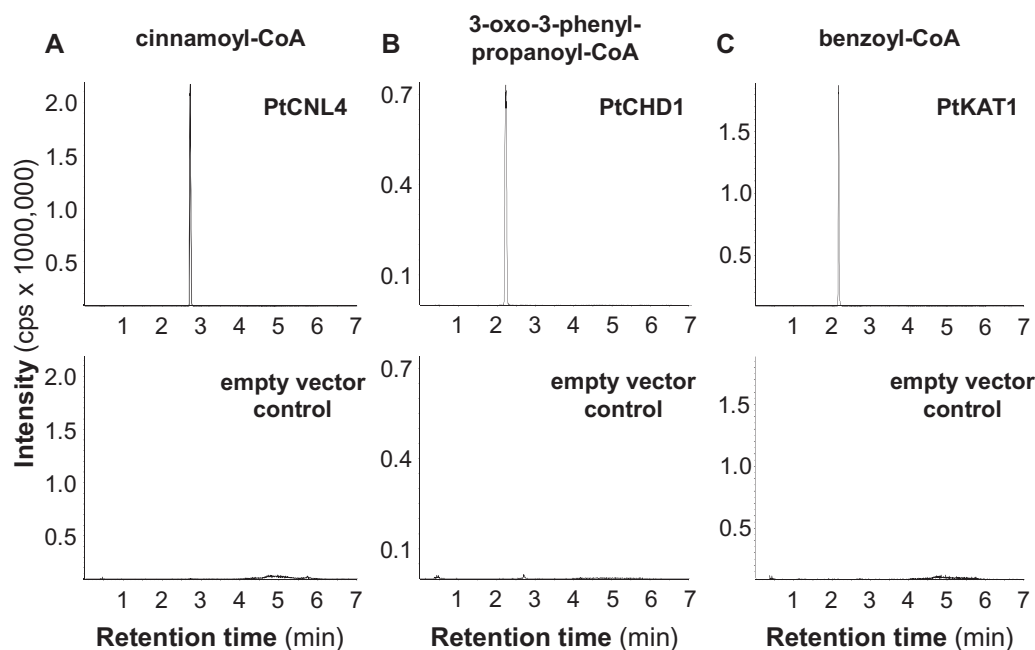 A
cinnamoyl-CoA
B
3-oxo-3-phenyl-
propanoyl-CoA
C
benzoyl-CoA
Intensity (cps x 1000,000)
PtCNL4
2.0
1.5
1.0
0.5
1 2 3 4 5 6 7
PtCHD1
0.7
0.4
0.1
1 2 3 4 5 6 7
PtKAT1
1.5
1.0
0.5
1 2 3 4 5 6 7
empty vector
control
2.0
1.5
1.0
0.5
1 2 3 4 5 6 7
Retention time (min)
empty vector
control
0.7
0.4
0.1
1 2 3 4 5 6 7
Retention time (min)
empty vector
control
1.5
1.0
0.5
1 2 3 4 5 6 7
Retention time (min)